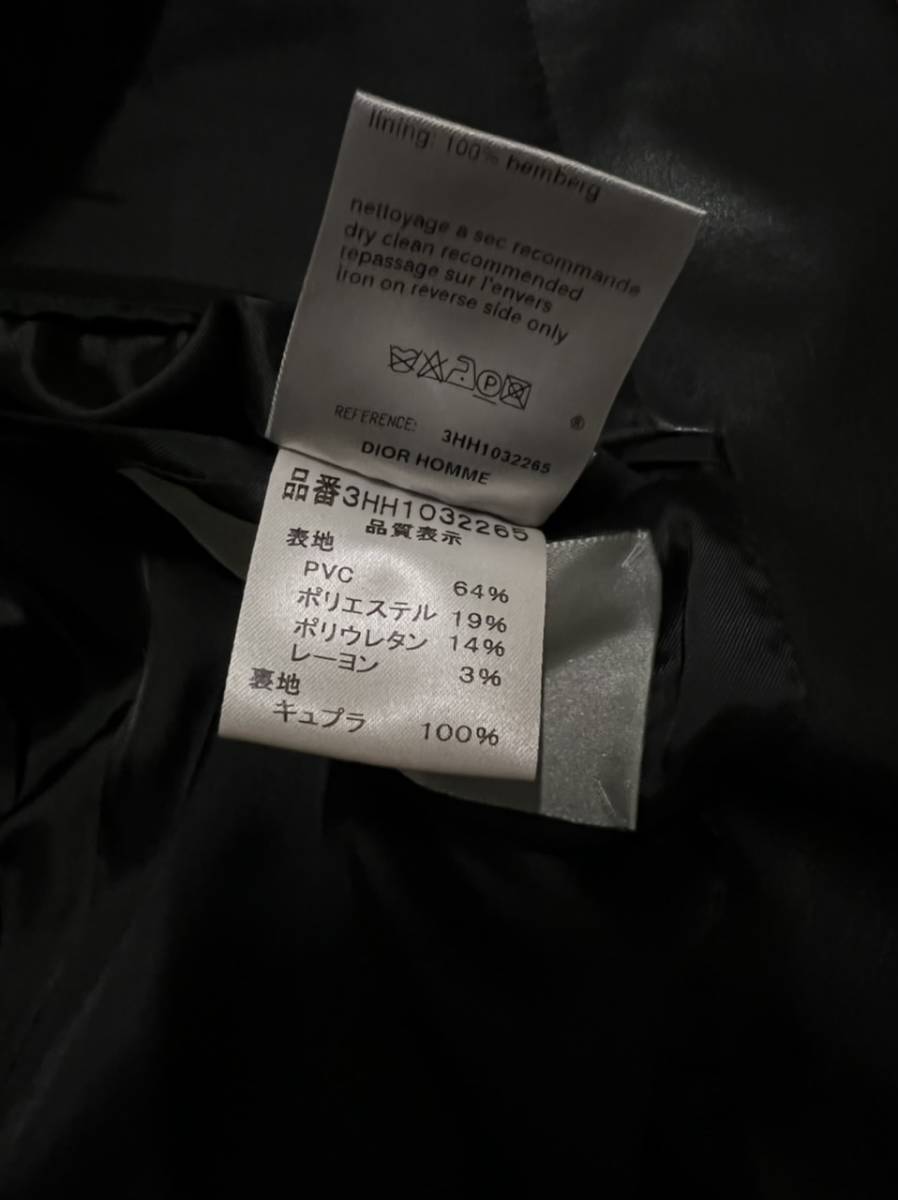 lining: 100% bemberg
nettoyage a sec recommande
dry clean recommended
repassage sur l'envers
iron on reverse side only
P
®
REFERENCE: 3HH1032265
DIOR HOMME
品番3HH1032265
品質表示
表地
PVC 64%
ポリエステル 19%
ポリウレタン 14%
レーヨン 3%
裏地
キュプラ 100%